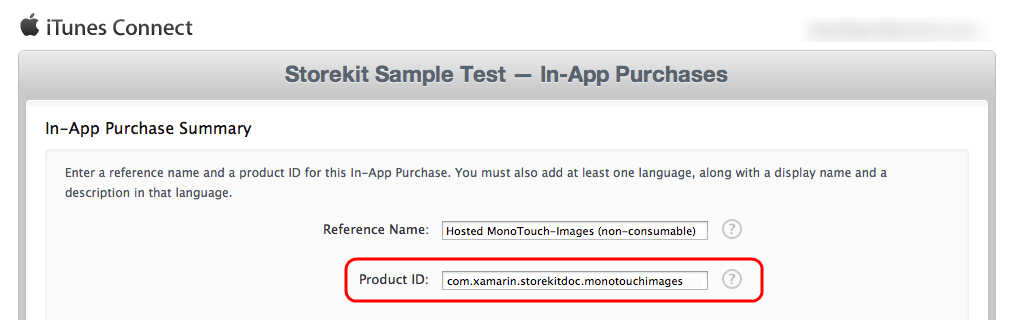 iTunes Connect
Storekit Sample Test — In-App Purchases
In-App Purchase Summary
Enter a reference name and a product ID for this In-App Purchase. You must also add at least one language, along with a display name and a
description in that language.
Reference Name: Hosted MonoTouch-Images (non-consumable) ?
Product ID: com.xamarin.storekitdoc.monotouchimages ?